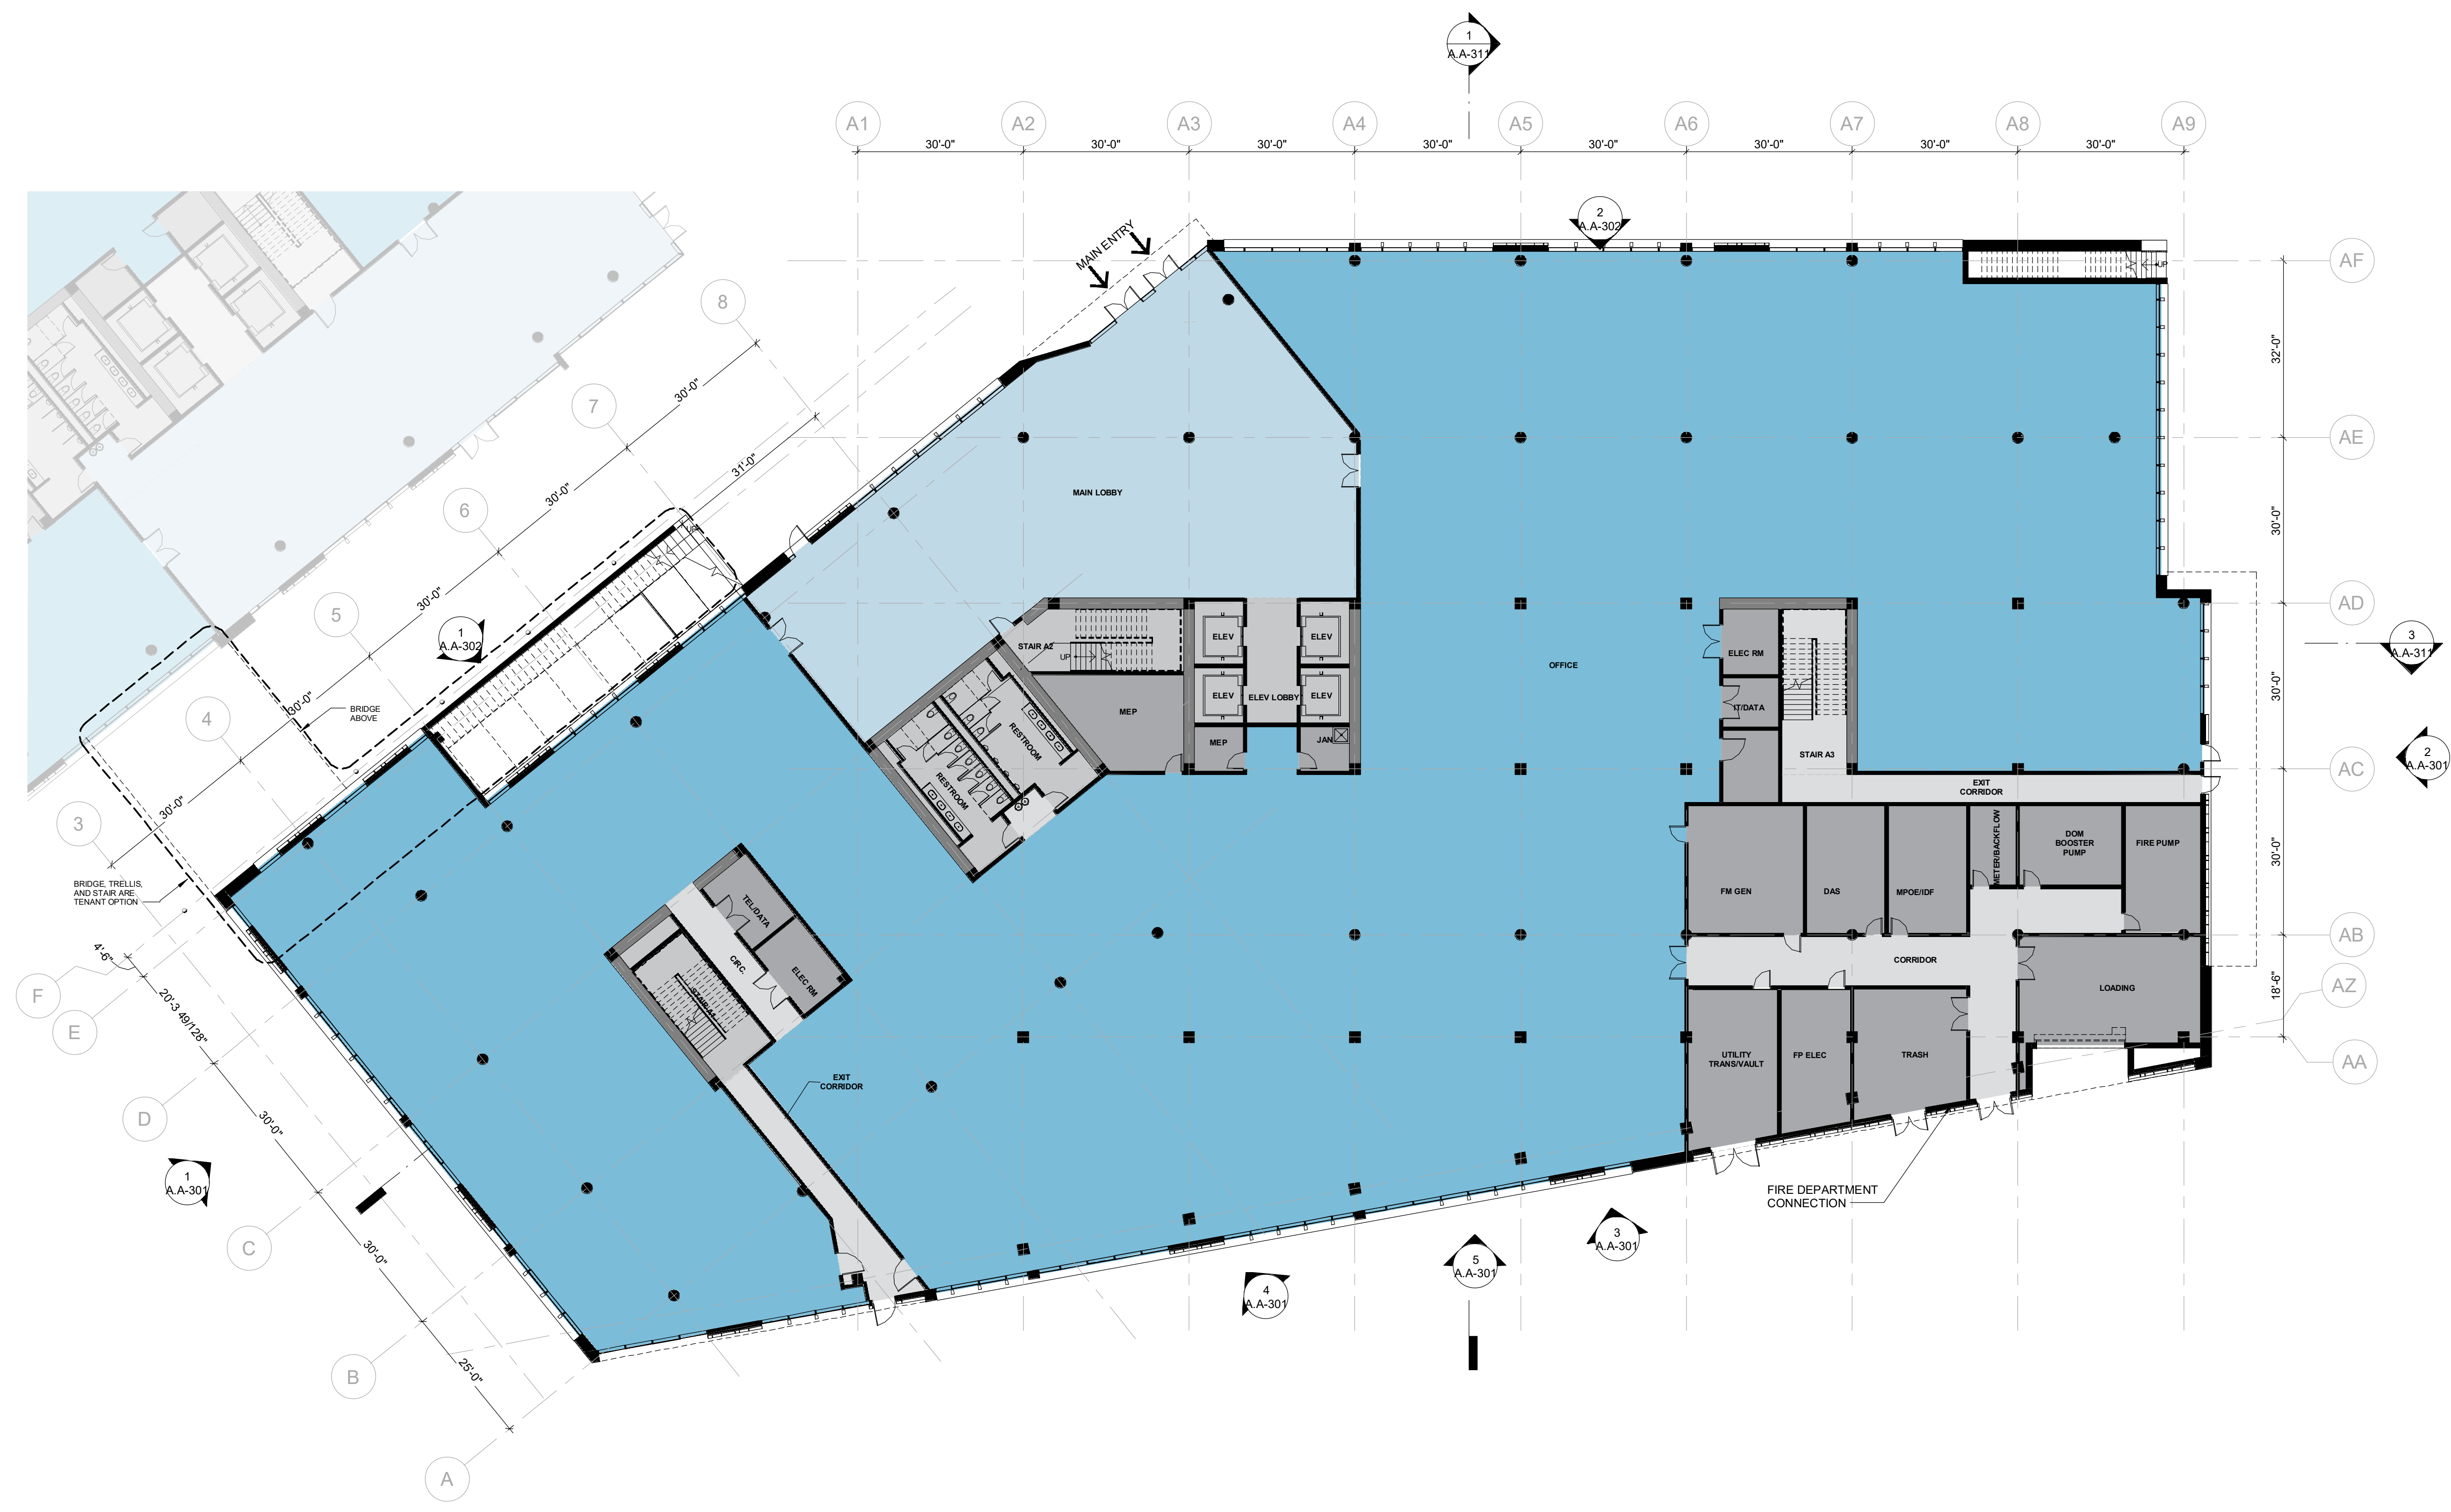 1
A.A-311
A1
A2
A3
A4
A5
A6
A7
A8
A9
30'-0"
30'-0"
30'-0"
30'-0"
30'-0"
30'-0"
30'-0"
30'-0"
2
A.A-302
MAIN ENTRY
UP
AF
32'-0"
AE
30'-0"
AD
3
A.A-311
30'-0"
2
A.A-301
AC
30'-0"
AB
18'-6"
AZ
AA
8
7
6
5
4
3
30'-0"
31'-0"
30'-0"
30'-0"
30'-0"
30'-0"
UP
1
A.A-302
BRIDGE
ABOVE
BRIDGE, TRELLIS,
AND STAIR ARE
TENANT OPTION
MAIN LOBBY
STAIR A2
UP
ELEV
ELEV
ELEV
ELEV
ELEV LOBBY
MEP
MEP
JAN
RESTROOM
RESTROOM
OFFICE
ELEC RM
IT/DATA
STAIR A3
EXIT
CORRIDOR
FM GEN
DAS
MPOE/IDF
METER/BACKFLOW
DOM
BOOSTER
PUMP
FIRE PUMP
CORRIDOR
LOADING
UTILITY
TRANS/VAULT
FP ELEC
TRASH
TEL/DATA
CIRC.
ELEC RM
STAIR A1
EXIT
CORRIDOR
FIRE DEPARTMENT
CONNECTION
4'-6"
20'-3 49/128"
30'-0"
30'-0"
25'-0"
F
E
D
C
B
A
1
A.A-301
4
A.A-301
5
A.A-301
3
A.A-301